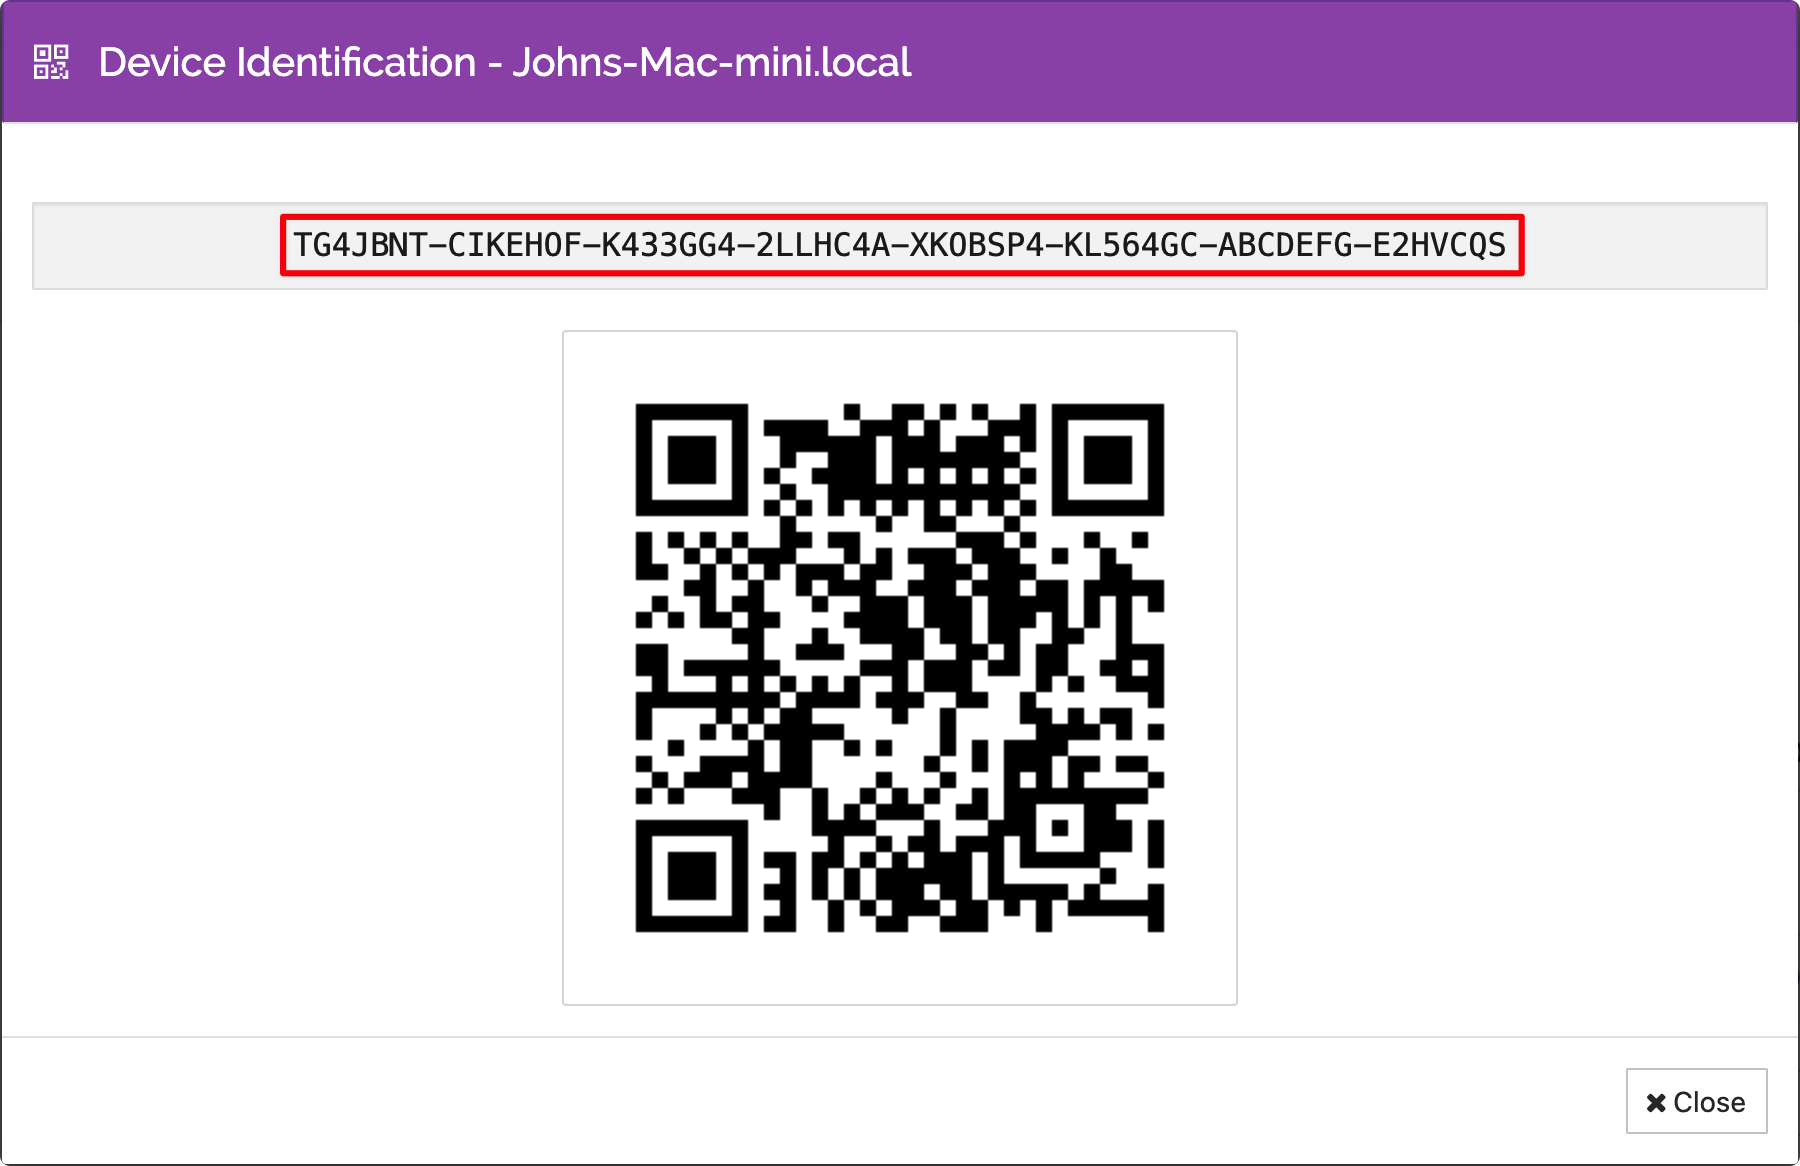 Device Identification - Johns-Mac-mini.local
TG4JBNT-CIKEHOF-K433GG4-2LLHC4A-XKOBSP4-KL564GC-ABCDEFG-E2HVCQS
Close